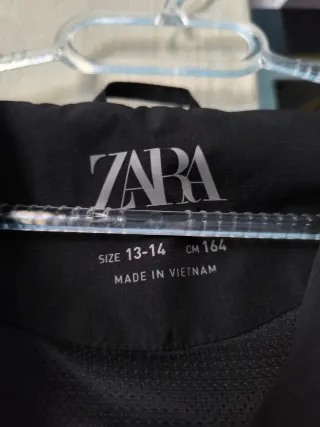 ZARA
SIZE 13-14 CM 164
MADE IN VIETNAM